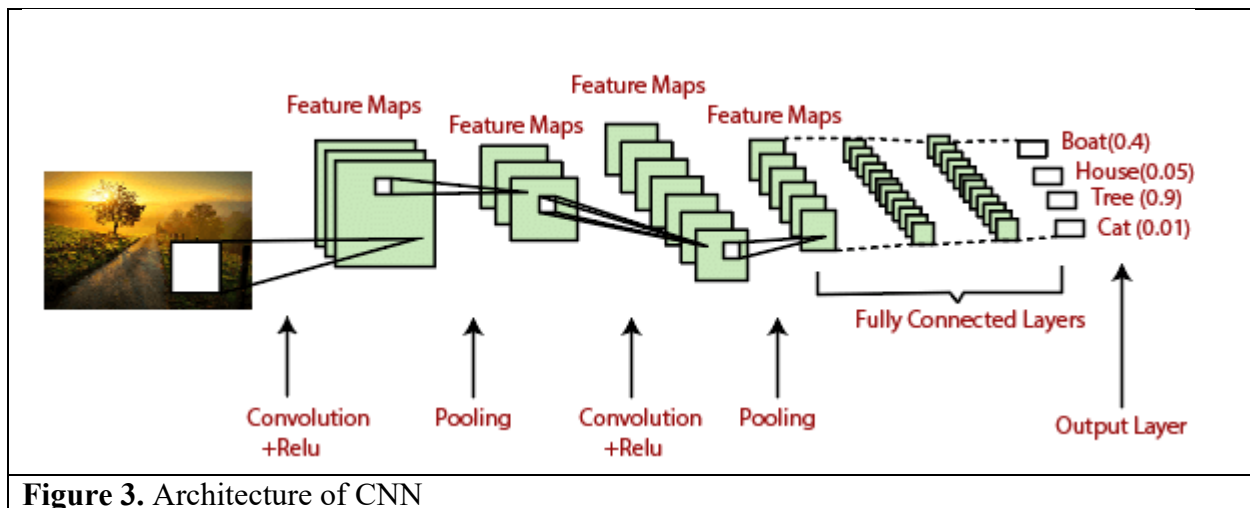 Feature Maps
Feature Maps
Feature Maps
Feature Maps
Boat(0.4)
House(0.05)
Tree (0.9)
Cat (0.01)
Fully Connected Layers
Convolution
+Relu
Pooling
Convolution
+Relu
Pooling
Output Layer
Figure 3. Architecture of CNN